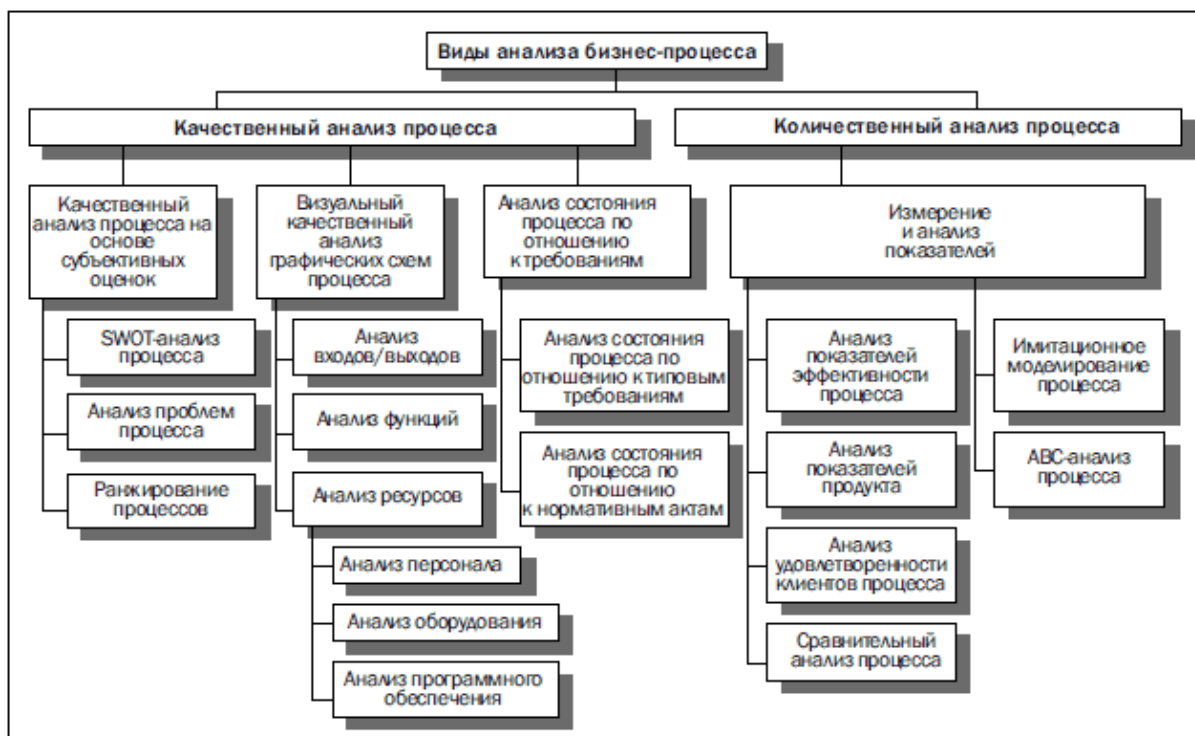 Виды анализа бизнес-процесса
Качественный анализ процесса
Количественный анализ процесса
Качественный
анализ процесса на
основе
субъективных
оценок
Визуальный
качественный
анализ
графических схем
процесса
Анализ состояния
процесса по
отношению
к требованиям
Измерение
и анализ
показателей
SWOT-анализ
процесса
Анализ проблем
процесса
Ранжирование
процессов
Анализ
входов/выходов
Анализ функций
Анализ ресурсов
Анализ персонала
Анализ оборудования
Анализ программного
обеспечения
Анализ состояния
процесса по
отношению к типовым
требованиям
Анализ состояния
процесса по
отношению
к нормативным актам
Анализ
показателей
эффективности
процесса
Анализ
показателей
продукта
Анализ
удовлетворенности
клиентов процесса
Сравнительный
анализ процесса
Имитационное
моделирование
процесса
ABC-анализ
процесса